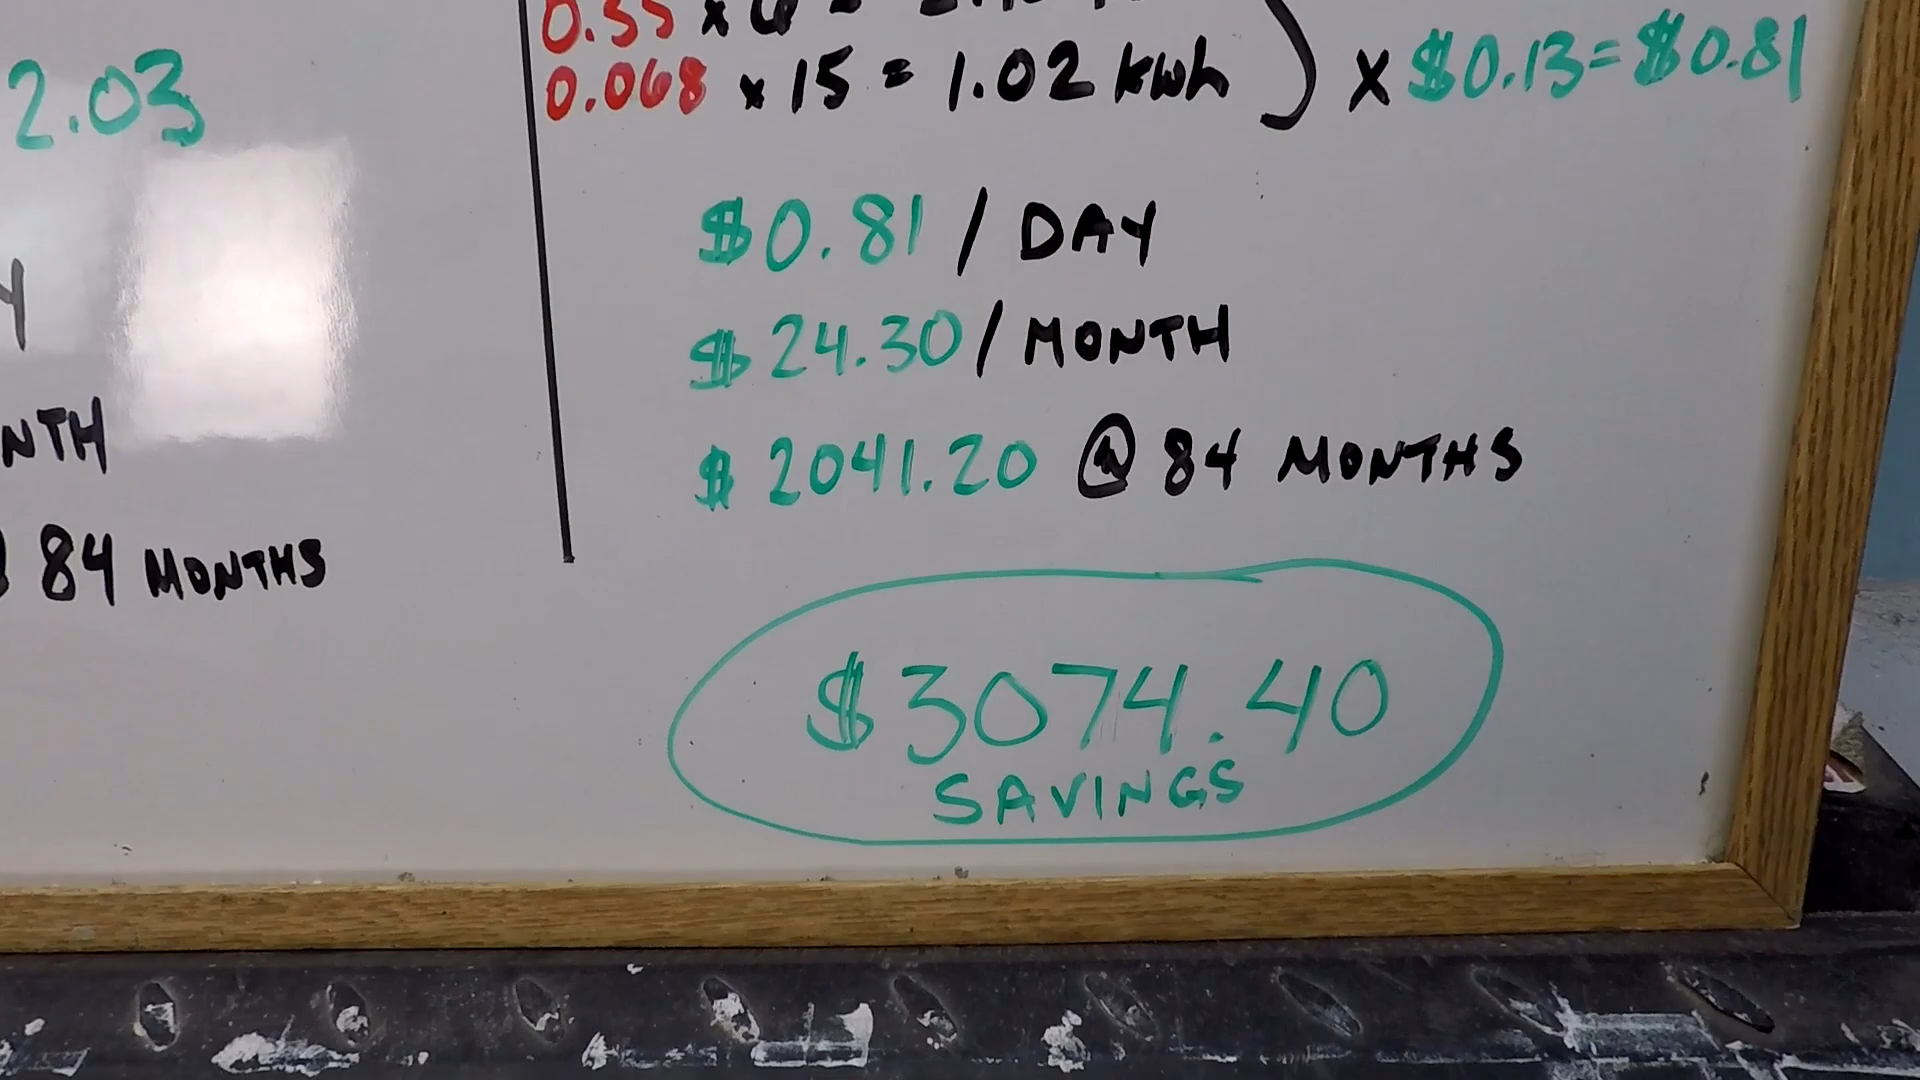 2.03
NTH
84 MONTHS
0.068 x 15 = 1.02 kWh ) x $0.13 = $0.81
$0.81 / DAY
$24.30 / MONTH
$2041.20 @ 84 MONTHS
$3074.40
SAVINGS